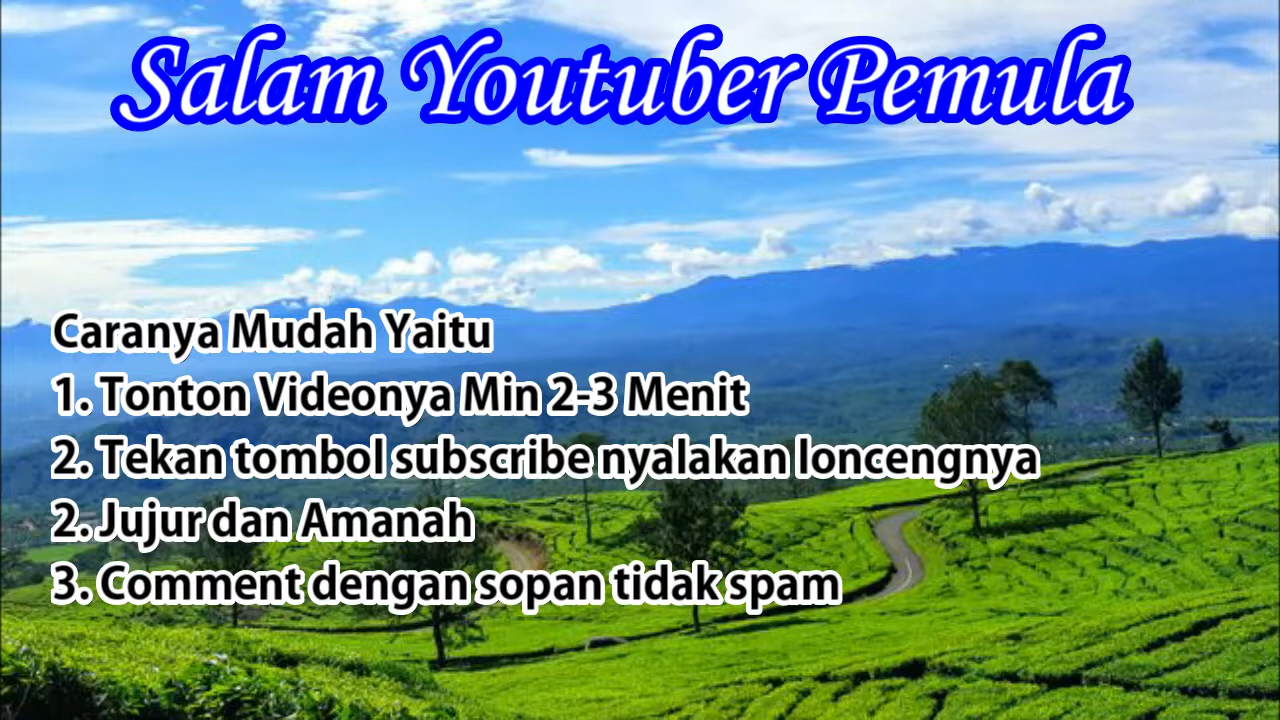 Salam Youtuber Pemula
Caranya Mudah Yaitu
1. Tonton Videonya Min 2-3 Menit
2. Tekan tombol subscribe nyalakan loncengnya
2. Jujur dan Amanah
3. Comment dengan sopan tidak spam